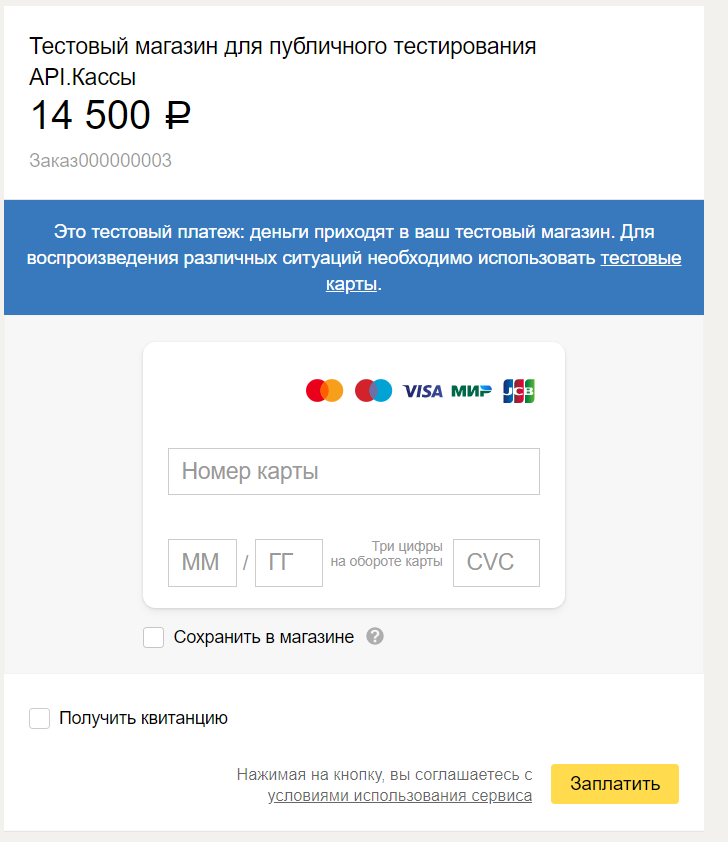 Тестовый магазин для публичного тестирования
API.Кассы
14 500 ₽
Заказ000000003
Это тестовый платеж: деньги приходят в ваш тестовый магазин. Для
воспроизведения различных ситуаций необходимо использовать тестовые
карты.
VISA МИР JCB
Номер карты
Три цифры
ММ / ГГ на обороте карты CVC
Сохранить в магазине ?
Получить квитанцию
Нажимая на кнопку, вы соглашаетесь с
условиями использования сервиса
Заплатить